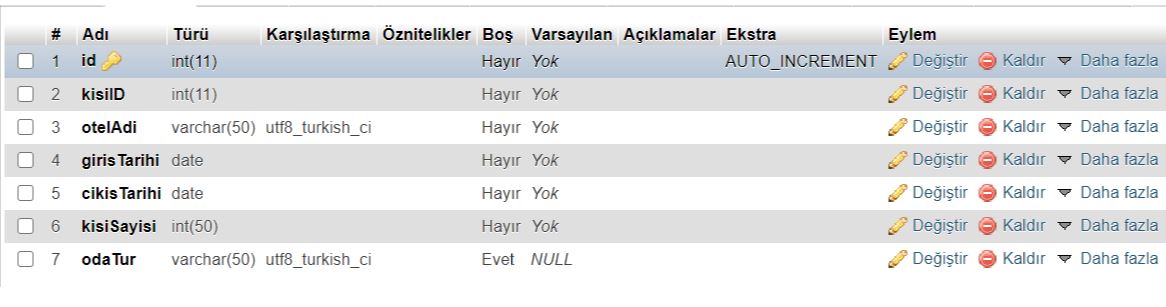 # Adı Türü Karşılaştırma Öznitelikler Boş Varsayılan Açıklamalar Ekstra Eylem
1 id int(11) Hayır Yok AUTO_INCREMENT Değiştir Kaldır Daha fazla
2 kisiID int(11) Hayır Yok Değiştir Kaldır Daha fazla
3 otelAdi varchar(50) utf8_turkish_ci Hayır Yok Değiştir Kaldır Daha fazla
4 girisTarihi date Hayır Yok Değiştir Kaldır Daha fazla
5 cikisTarihi date Hayır Yok Değiştir Kaldır Daha fazla
6 kisiSayisi int(50) Hayır Yok Değiştir Kaldır Daha fazla
7 odaTur varchar(50) utf8_turkish_ci Evet NULL Değiştir Kaldır Daha fazla